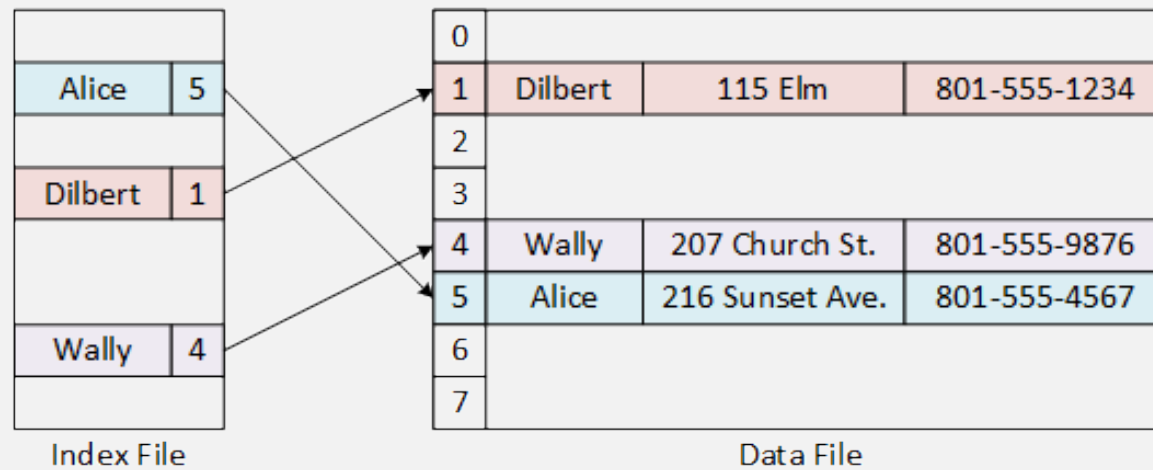 0
Alice 5 1 Dilbert 115 Elm 801-555-1234
2
Dilbert 1 3
4 Wally 207 Church St. 801-555-9876
5 Alice 216 Sunset Ave. 801-555-4567
Wally 4 6
7
Index File Data File